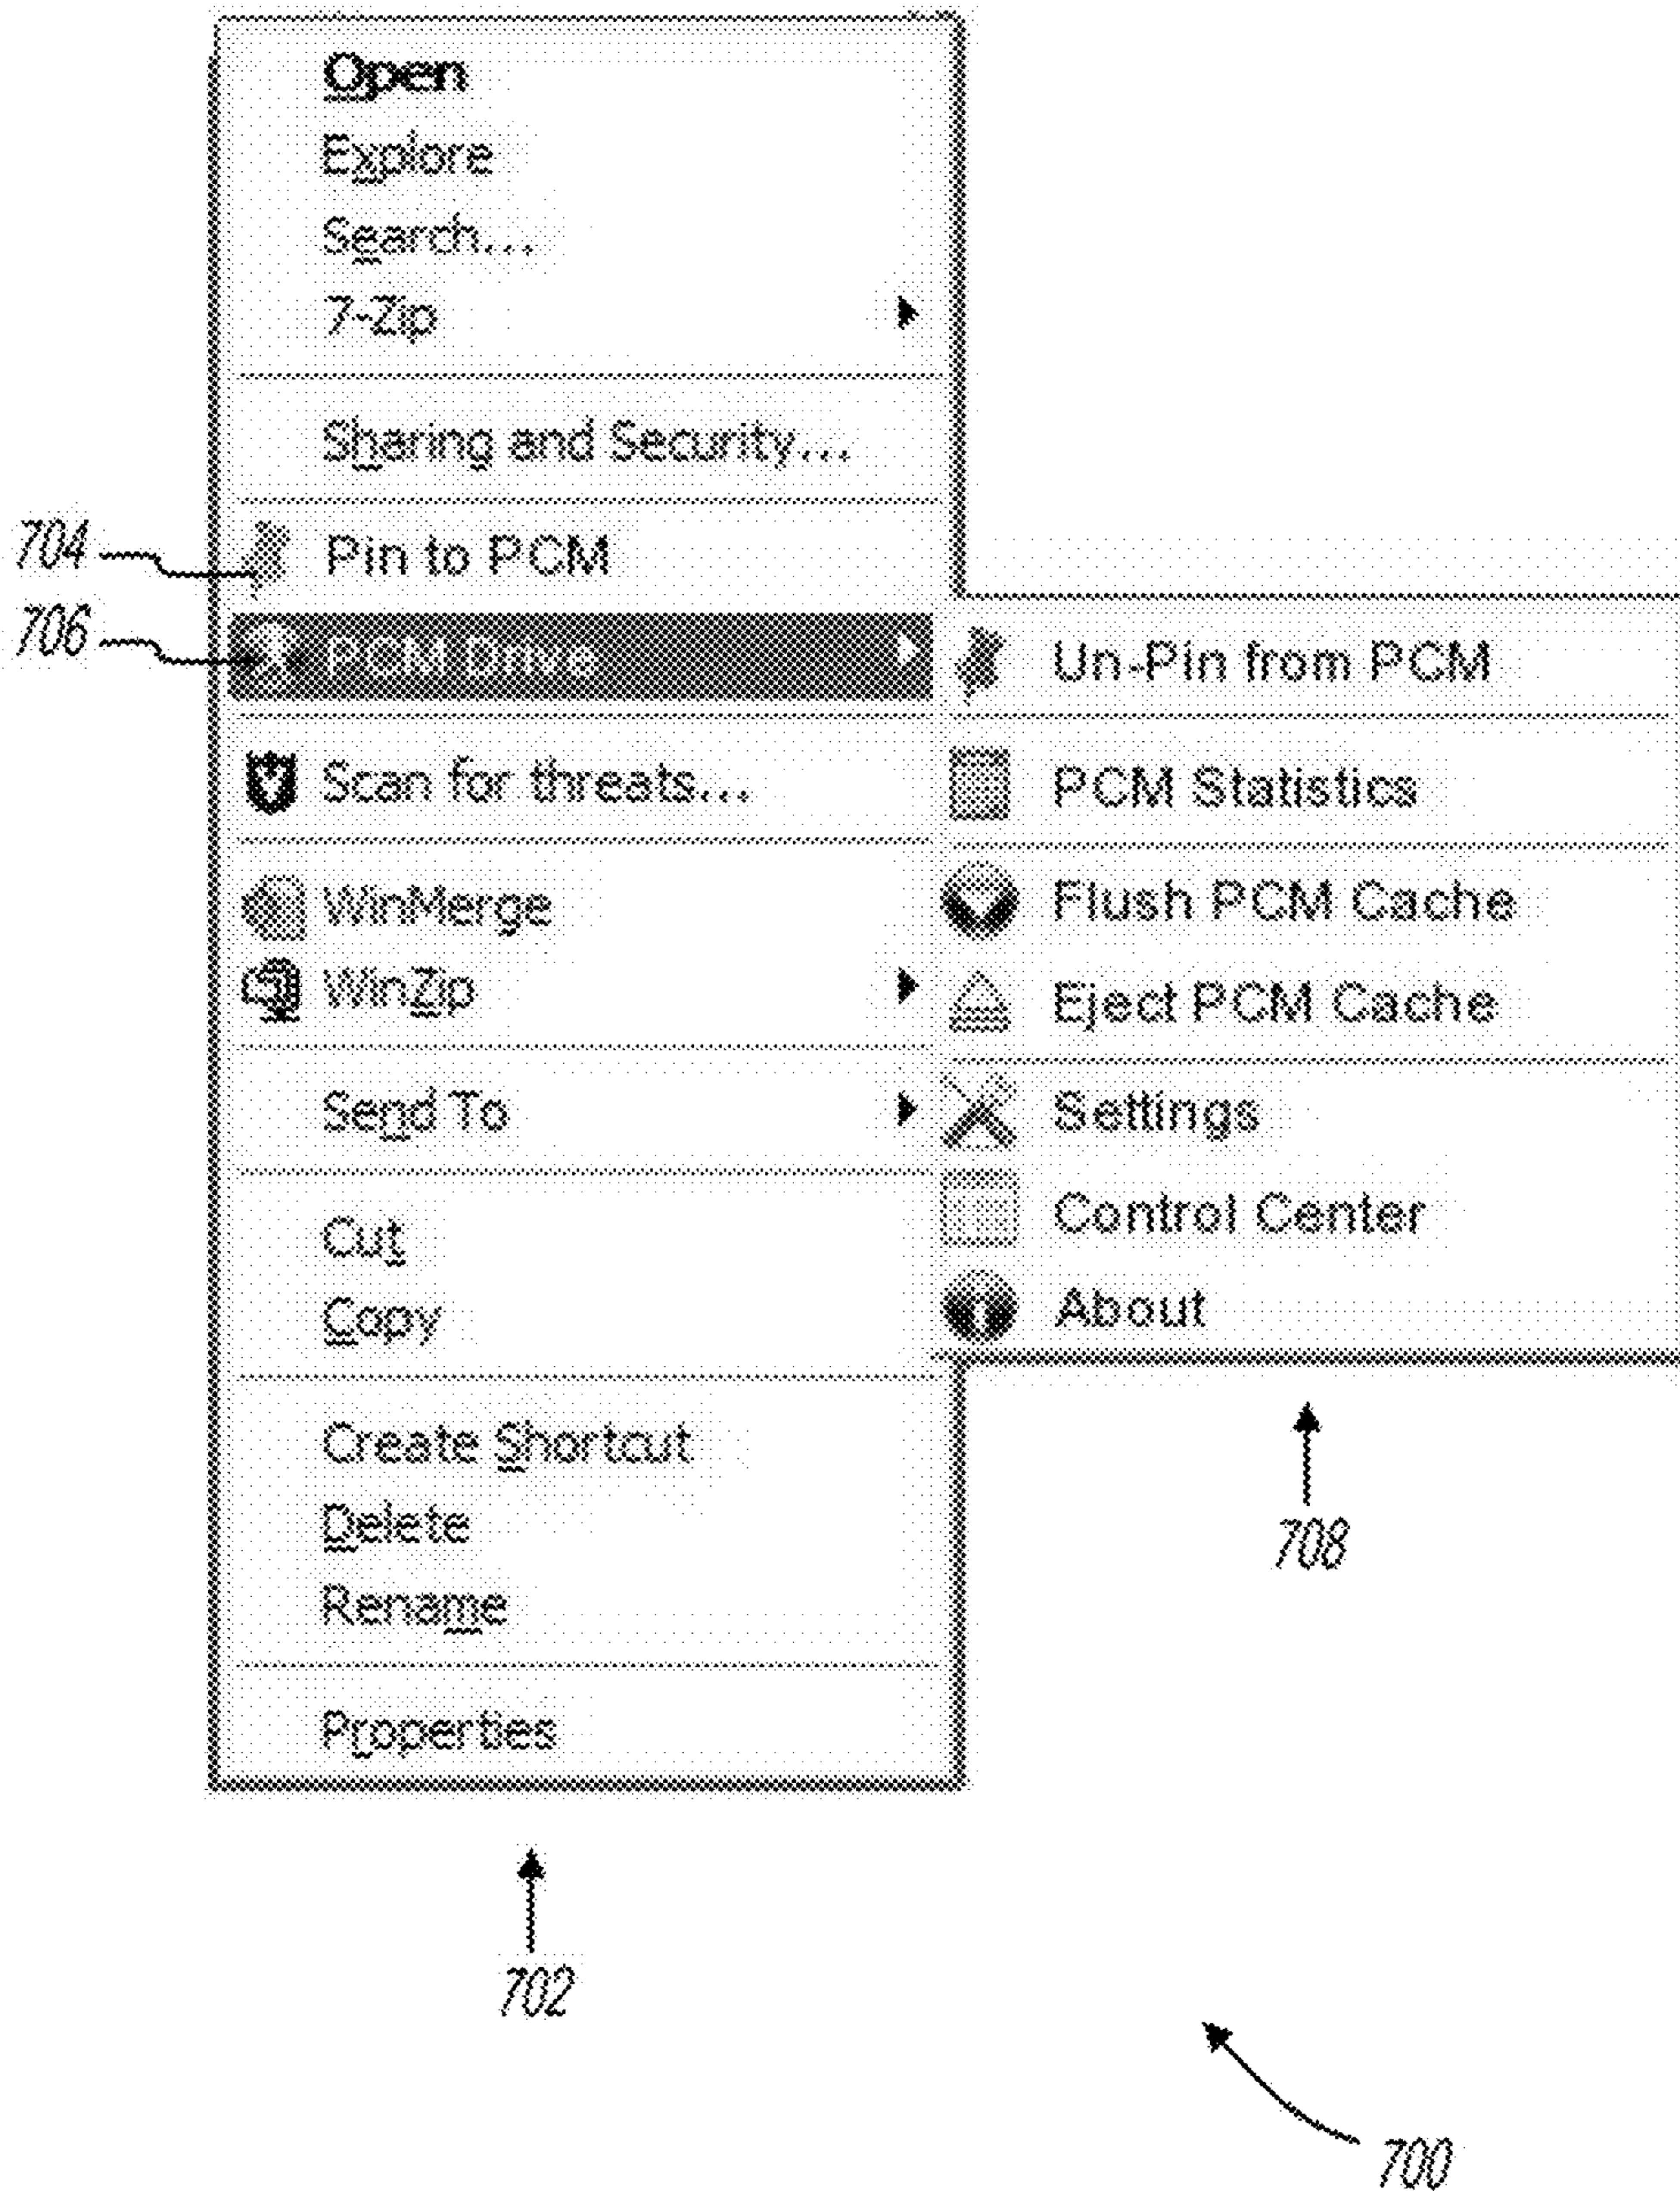 Open
Explore
Search...
7-Zip
Sharing and Security...
704
Pin to PCM
706
PCM Drive
Scan for threats...
WinMerge
WinZip
Send To
Cut
Copy
Create Shortcut
Delete
Rename
Properties
Un-Pin from PCM
PCM Statistics
Flush PCM Cache
Eject PCM Cache
Settings
Control Center
About
708
702
700